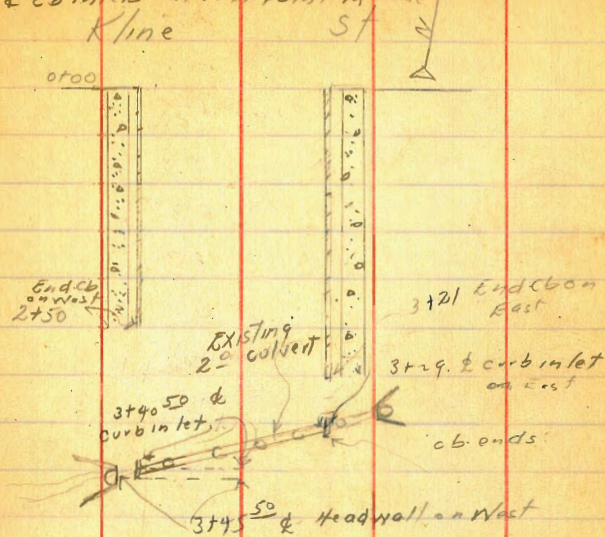 Kline St
0+00
End Cb
on West
2+50
3+21 End Cb on
East
Existing
2⁰ culvert
3+29. ⅊ curb inlet
on East
3+40 50 ⅊
curb inlet
cb. ends
3+45 50 ⅊ Headwall on West